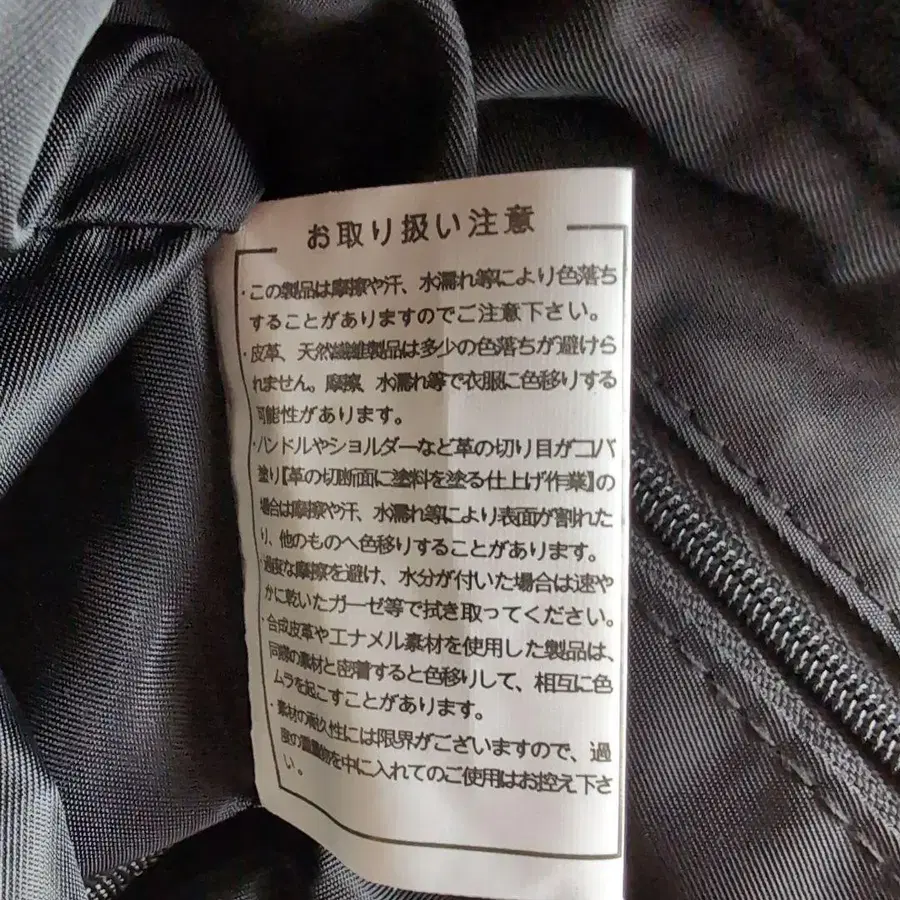 お取り扱い注意
・この製品は摩擦や汗、水濡れ等により色落ち
することがありますのでご注意下さい。
・皮革、天然繊維製品は多少の色落ちが避けら
れません。摩擦、水濡れ等で衣服に色移りする
可能性があります。
・ハンドルやショルダーなど革の切り目がコバ
塗り【革の切断面に塗料を塗る仕上げ作業】の
場合は摩擦や汗、水濡れ等により表面が割れた
り、他のものへ色移りすることがあります。
過度な摩擦を避け、水分が付いた場合は速や
かに乾いたガーゼ等で拭き取ってください。
・合成皮革やエナメル素材を使用した製品は、
同様の素材と密着すると色移りして、相互に色
ムラを起こすことがあります。
・素材の耐久性には限界がございますので、過
度の重量物を中に入れてのご使用はお控え下さ
い。